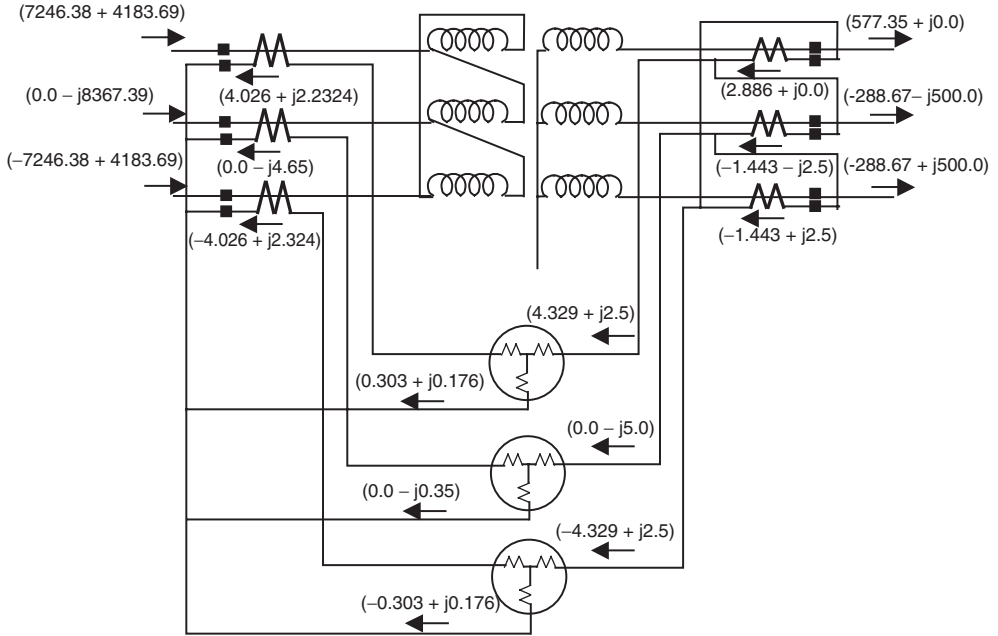 (7246.38 + 4183.69)
(577.35 + j0.0)
(4.026 + j2.2324)
(2.886 + j0.0)
(0.0 − j8367.39)
(-288.67− j500.0)
(0.0 − j4.65)
(−1.443 − j2.5)
(−7246.38 + 4183.69)
(-288.67 + j500.0)
(−4.026 + j2.324)
(−1.443 + j2.5)
(4.329 + j2.5)
(0.303 + j0.176)
(0.0 − j5.0)
(0.0 − j0.35)
(−4.329 + j2.5)
(−0.303 + j0.176)